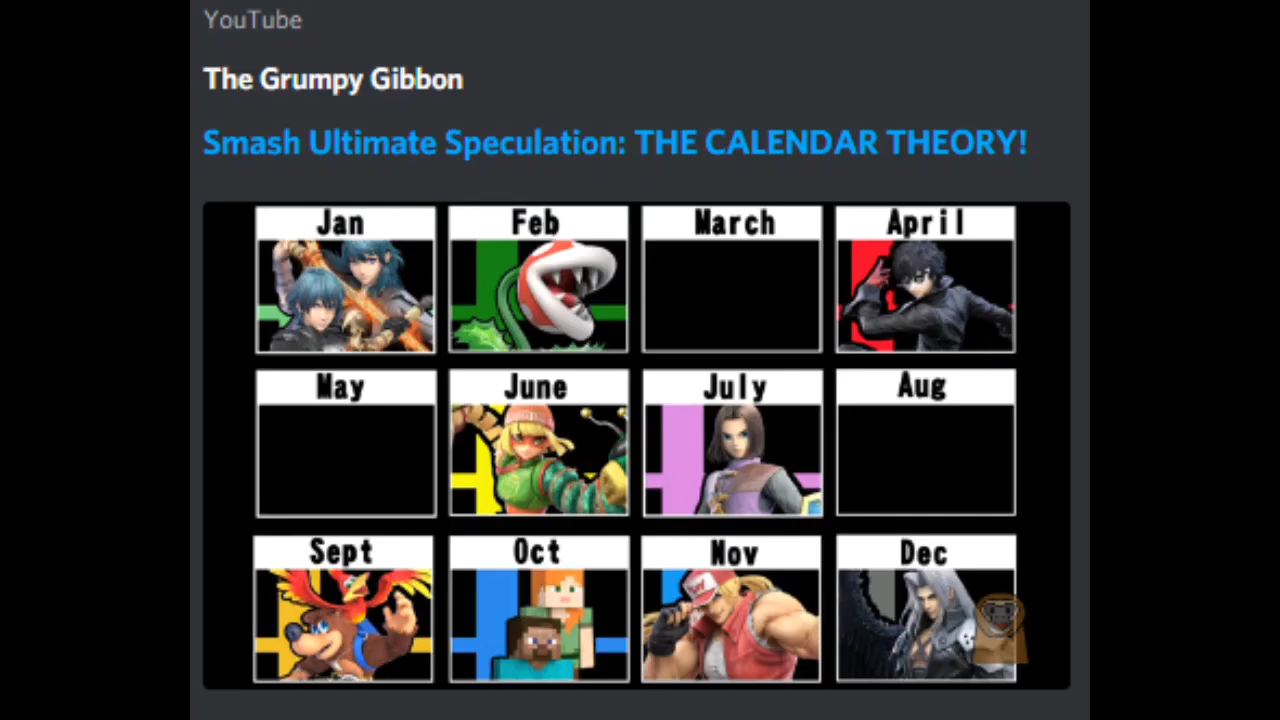 YouTube
The Grumpy Gibbon
Smash Ultimate Speculation: THE CALENDAR THEORY!
Jan Feb March April
May June July Aug
Sept Oct Nov Dec